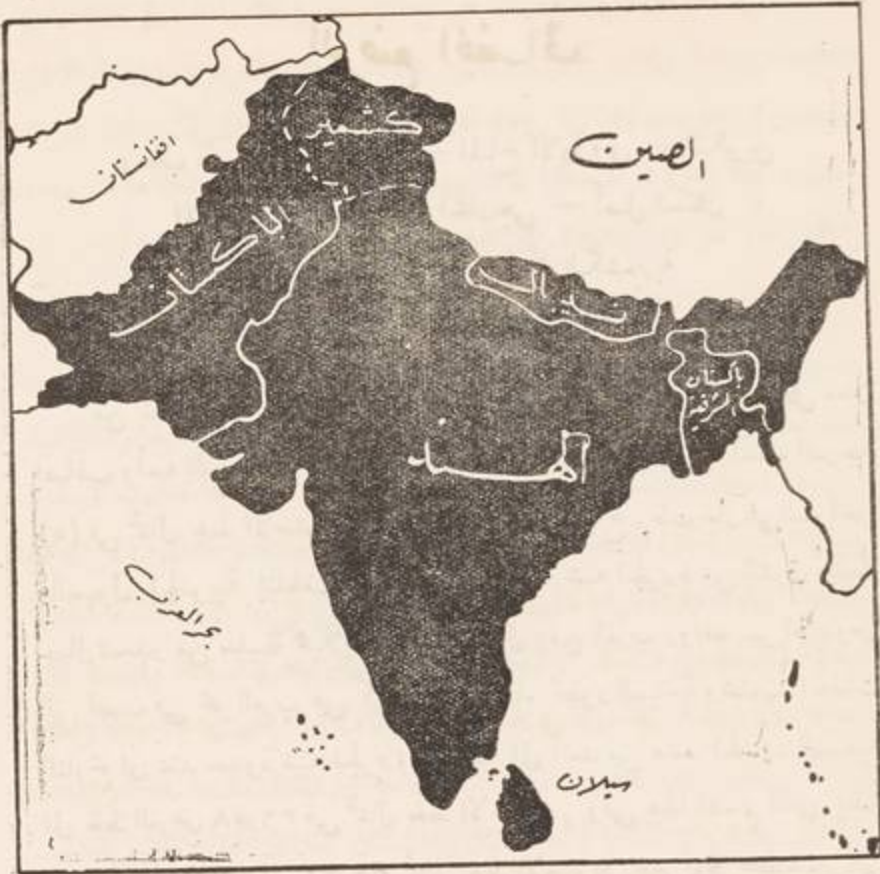 الصين
افغانستان
كشمير
الباكستان
نيبال
باكستان
الشرقية
الهند
بحر العرب
سيلان